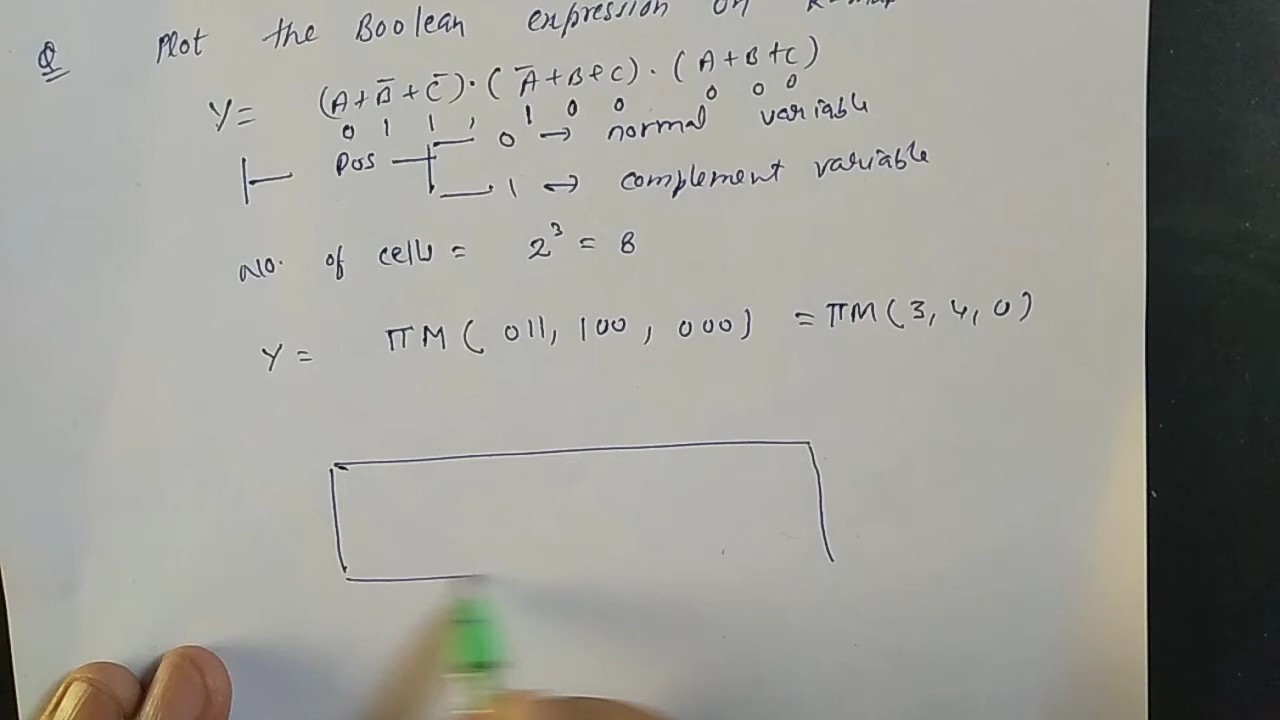 Q Plot the Boolean expression on K-map
Y = (A+B̅+C̅)·(A̅+B+C)·(A+B+C)
0 1 1 , 1 0 0 0 0 0
POS 0 → normal variable
1 → complement variable
No. of cells = 2³ = 8
Y = πM( 011, 100, 000) = πM(3, 4, 0)